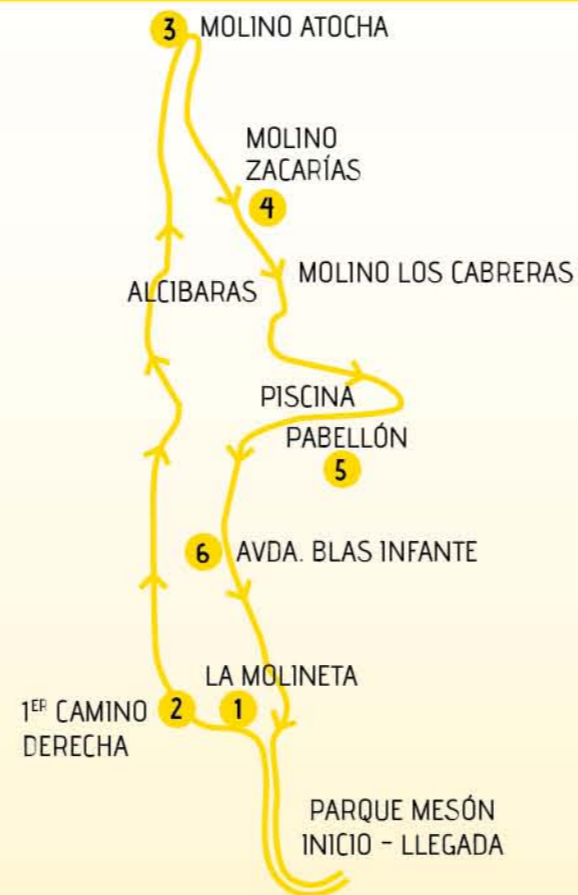 3 MOLINO ATOCHA
MOLINO
ZACARÍAS
4
MOLINO LOS CABRERAS
ALCIBARAS
PISCINA
PABELLÓN
5
6 AVDA. BLAS INFANTE
LA MOLINETA
1
2
1ER CAMINO
DERECHA
PARQUE MESÓN
INICIO - LLEGADA